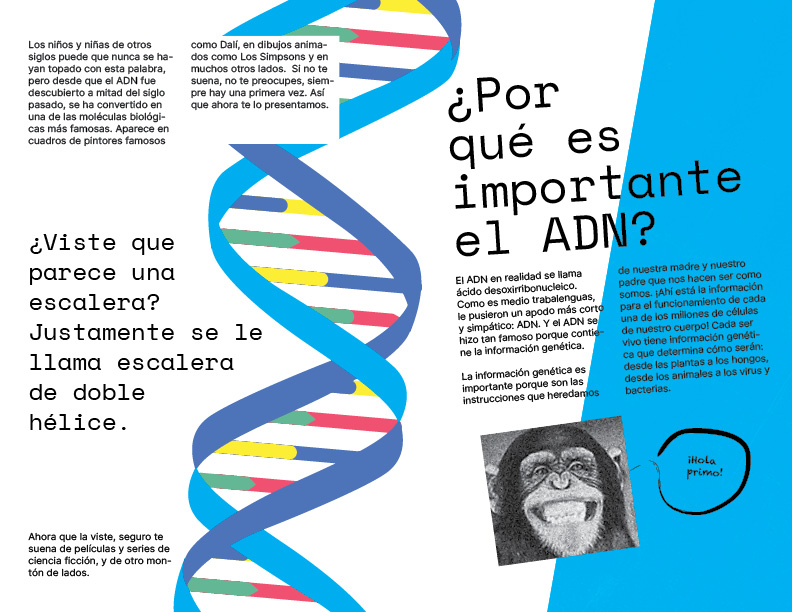 Los niños y niñas de otros
siglos puede que nunca se ha-
yan topado con esta palabra,
pero desde que el ADN fue
descubierto a mitad del siglo
pasado, se ha convertido en
una de las moléculas biológi-
cas más famosas. Aparece en
cuadros de pintores famosos
como Dalí, en dibujos anima-
dos como Los Simpsons y en
muchos otros lados.  Si no te
suena, no te preocupes, siem-
pre hay una primera vez. Así
que ahora te lo presentamos.
¿Viste que
parece una
escalera?
Justamente se le
llama escalera
de doble
hélice.
Ahora que la viste, seguro te
suena de películas y series de
ciencia ficción, y de otro mon-
tón de lados.
¿Por
qué es
importante
el ADN?
El ADN en realidad se llama
ácido desoxirribonucleico.
Como es medio trabalenguas,
le pusieron un apodo más corto
y simpático: ADN. Y el ADN se
hizo tan famoso porque contie-
ne la información genética.
La información genética es
importante porque son las
instrucciones que heredamos
de nuestra madre y nuestro
padre que nos hacen ser como
somos. ¡Ahí está la información
para el funcionamiento de cada
una de los millones de células
de nuestro cuerpo! Cada ser
vivo tiene información genéti-
ca que determina cómo serán:
desde las plantas a los hongos,
desde los animales a los virus y
bacterias.
¡Hola
primo!